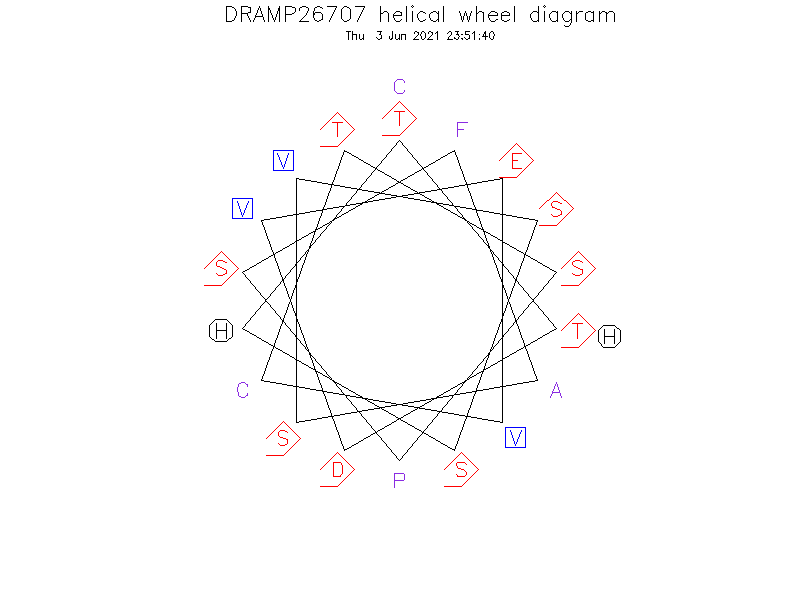 DRAMP26707 helical wheel diagram
Thu 3 Jun 2021 23:51:40
C
T T F
V E
V S
S S
H T H
C A
S V
D P S